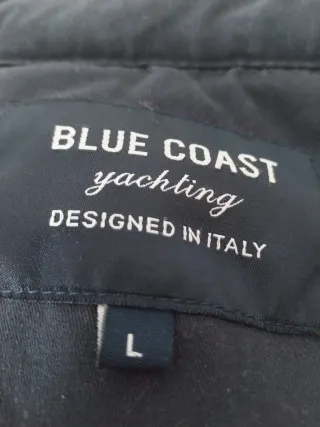 BLUE COAST
yachting
DESIGNED IN ITALY
L